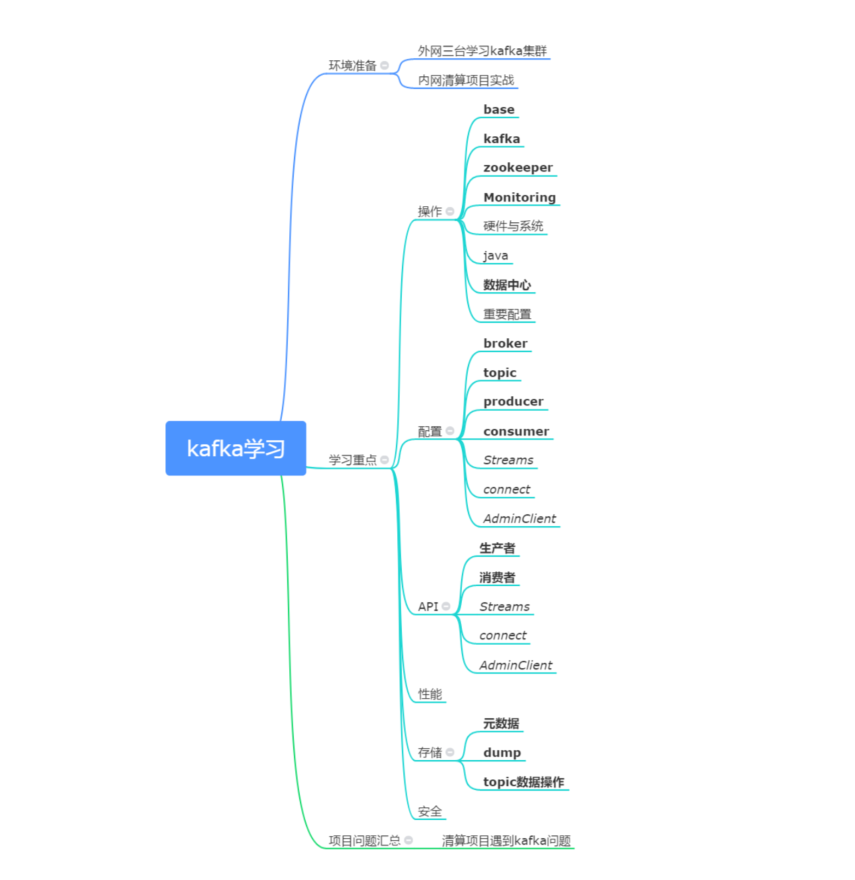 kafka学习
环境准备
外网三台学习kafka集群
内网清算项目实战
学习重点
操作
base
kafka
zookeeper
Monitoring
硬件与系统
java
数据中心
重要配置
配置
broker
topic
producer
consumer
Streams
connect
AdminClient
API
生产者
消费者
Streams
connect
AdminClient
性能
存储
元数据
dump
topic数据操作
安全
项目问题汇总
清算项目遇到kafka问题